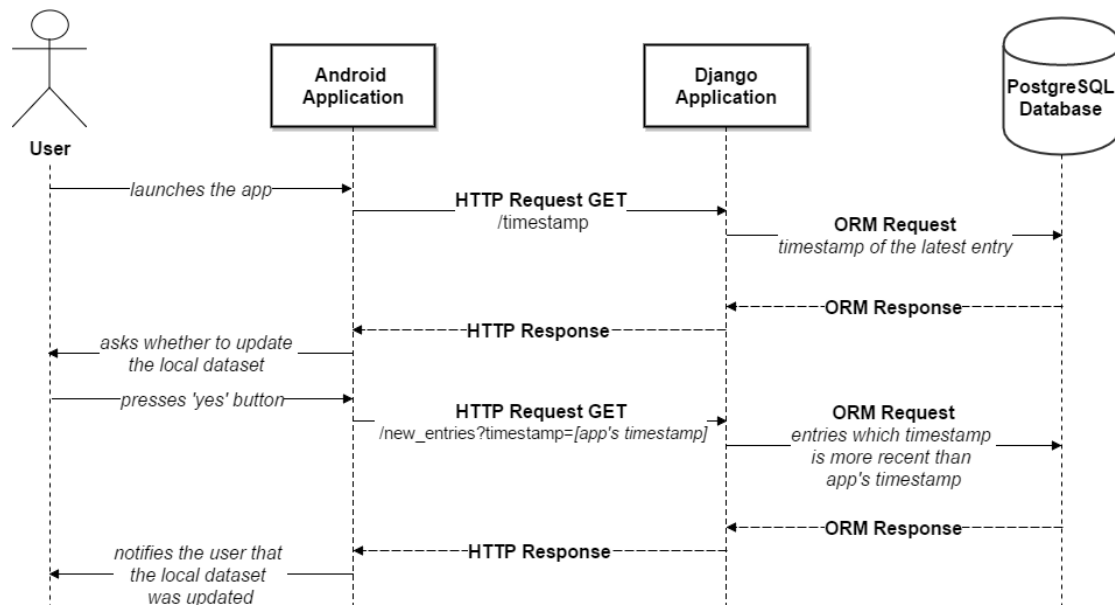 User
Android
Application
Django
Application
PostgreSQL
Database
launches the app
HTTP Request GET
/timestamp
ORM Request
timestamp of the latest entry
ORM Response
HTTP Response
asks whether to update
the local dataset
presses 'yes' button
HTTP Request GET
/new_entries?timestamp=[app's timestamp]
ORM Request
entries which timestamp
is more recent than
app's timestamp
ORM Response
HTTP Response
notifies the user that
the local dataset
was updated